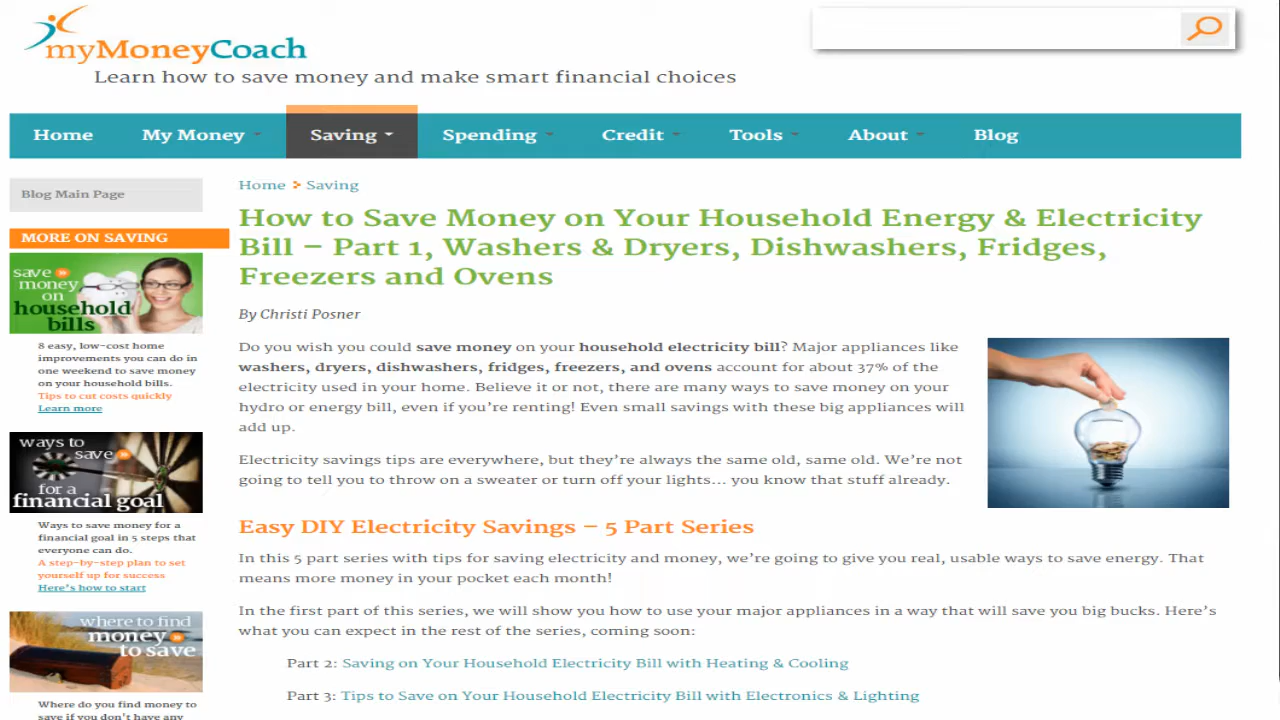 myMoneyCoach
Learn how to save money and make smart financial choices
Home My Money Saving Spending Credit Tools About Blog
Blog Main Page
MORE ON SAVING
save
money
on
household
bills
8 easy, low-cost home
improvements you can do in
one weekend to save money
on your household bills.
Tips to cut costs quickly
Learn more
ways to
save
for a
financial goal
Ways to save money for a
financial goal in 5 steps that
everyone can do.
A step-by-step plan to set
yourself up for success
Here's how to start
where to find
money
to save
Where do you find money to
save if you don't have any
Home > Saving
How to Save Money on Your Household Energy & Electricity
Bill – Part 1, Washers & Dryers, Dishwashers, Fridges,
Freezers and Ovens
By Christi Posner
Do you wish you could save money on your household electricity bill? Major appliances like
washers, dryers, dishwashers, fridges, freezers, and ovens account for about 37% of the
electricity used in your home. Believe it or not, there are many ways to save money on your
hydro or energy bill, even if you're renting! Even small savings with these big appliances will
add up.
Electricity savings tips are everywhere, but they're always the same old, same old. We're not
going to tell you to throw on a sweater or turn off your lights… you know that stuff already.
Easy DIY Electricity Savings – 5 Part Series
In this 5 part series with tips for saving electricity and money, we're going to give you real, usable ways to save energy. That
means more money in your pocket each month!
In the first part of this series, we will show you how to use your major appliances in a way that will save you big bucks. Here's
what you can expect in the rest of the series, coming soon:
Part 2: Saving on Your Household Electricity Bill with Heating & Cooling
Part 3: Tips to Save on Your Household Electricity Bill with Electronics & Lighting